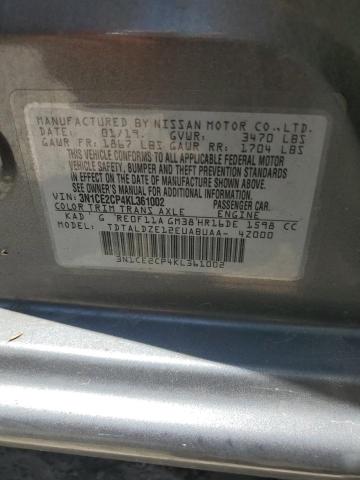 MANUFACTURED BY NISSAN MOTOR CO., LTD.
DATE: 01/19. GVWR: 3470 LBS
GAWR FR: 1867 LBS GAWR RR: 1704 LBS
THIS VEHICLE CONFORMS TO ALL APPLICABLE FEDERAL MOTOR
VEHICLE SAFETY, BUMPER AND THEFT PREVENTION STANDARDS
IN EFFECT ON THE DATE OF MANUFACTURE SHOWN ABOVE.
SEE OWNER'S MANUAL FOR ADDITIONAL INFORMATION
VIN: 3N1CE2CP4KL361002 PASSENGER CAR
COLOR TRIM TRANS AXLE ENGINE
KAD G RE0F11A GM38 HR16DE 1598 CC
MODEL: TDTALDZE12EUABUAA- 42000
3N1CE2CP4KL361002